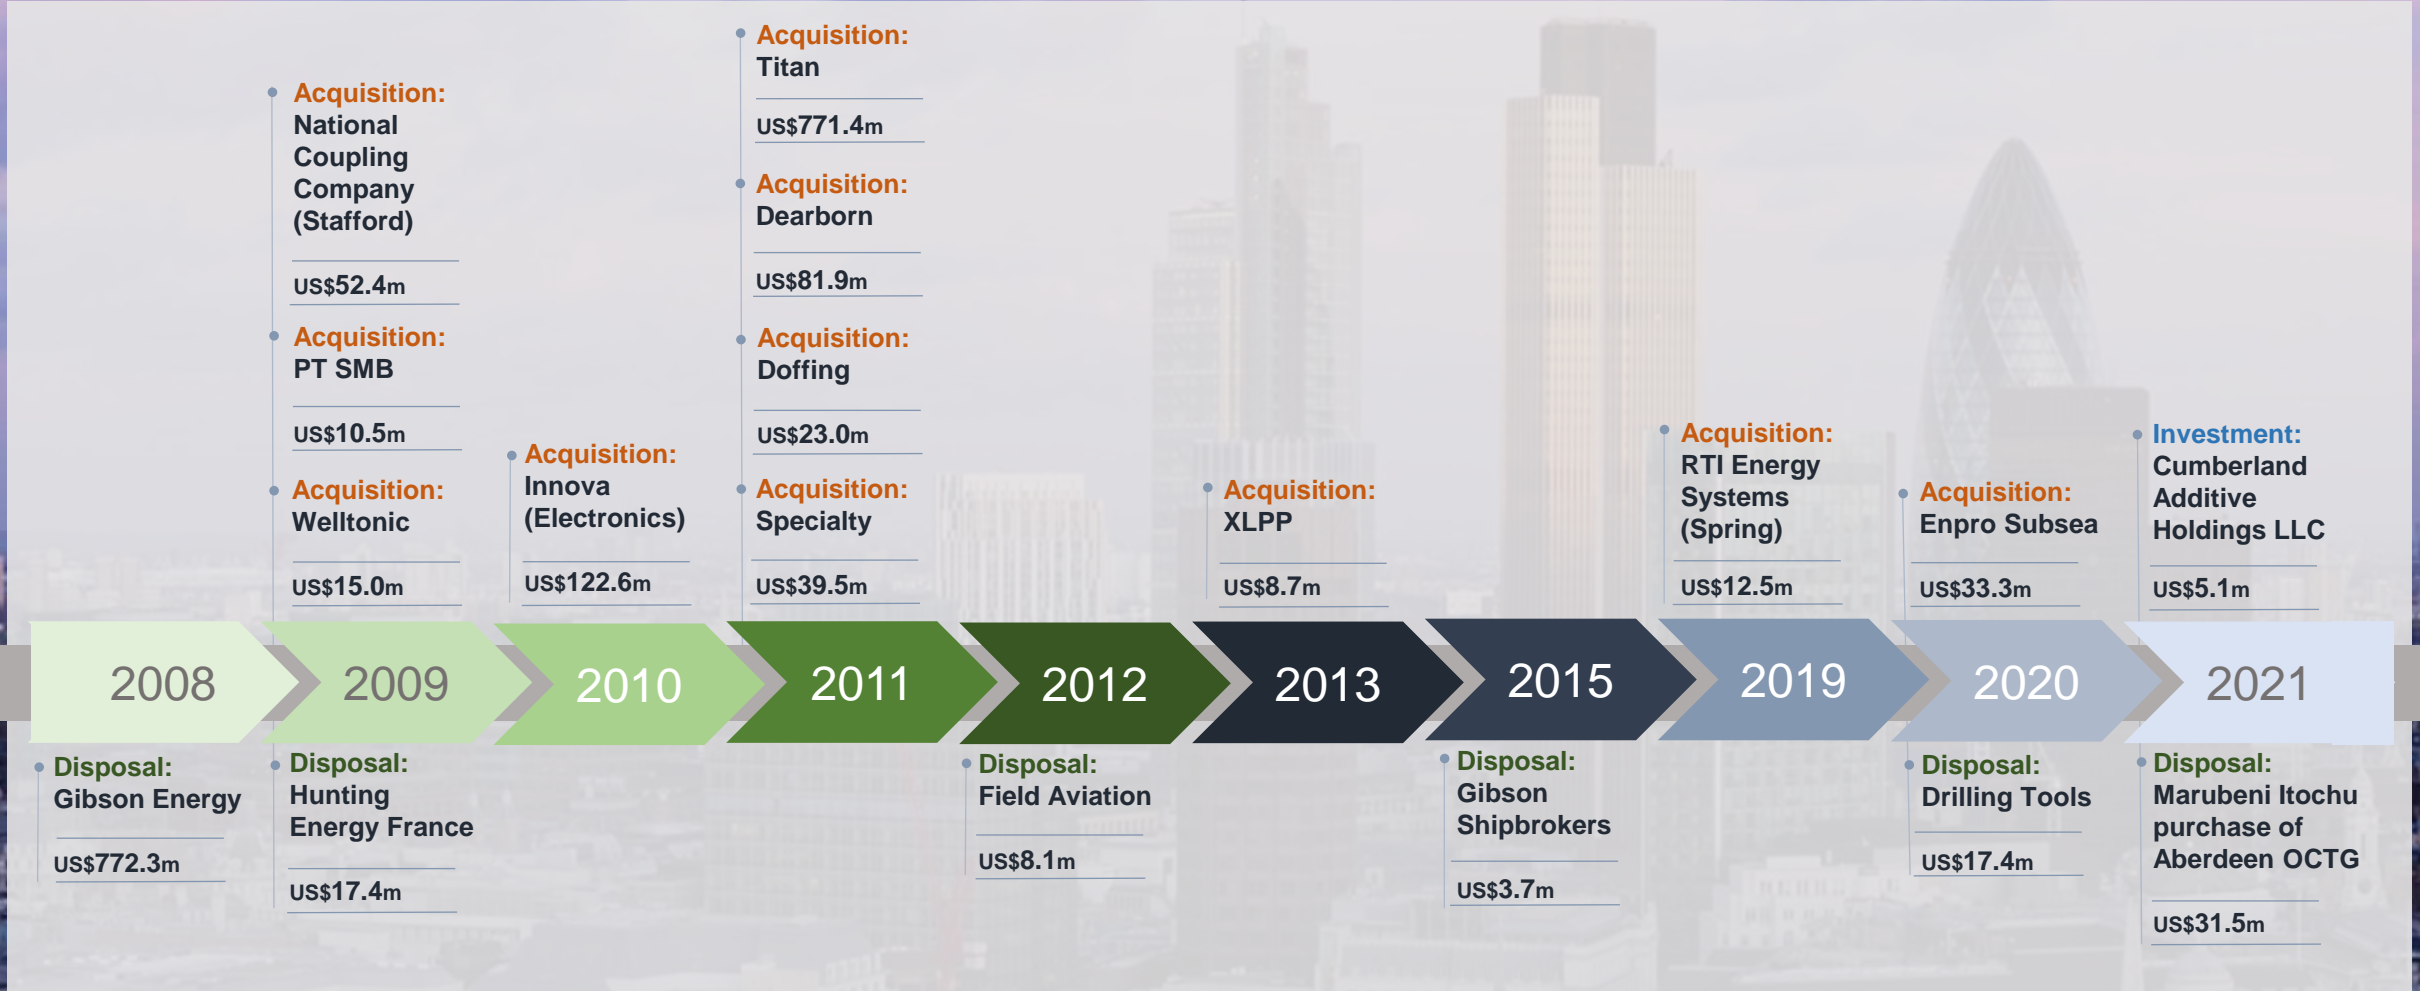 Acquisition:
National
Coupling
Company
(Stafford)
US$52.4m
Acquisition:
PT SMB
US$10.5m
Acquisition:
Welltonic
US$15.0m
Acquisition:
Innova
(Electronics)
US$122.6m
Acquisition:
Titan
US$771.4m
Acquisition:
Dearborn
US$81.9m
Acquisition:
Doffing
US$23.0m
Acquisition:
Specialty
US$39.5m
Acquisition:
XLPP
US$8.7m
Acquisition:
RTI Energy
Systems
(Spring)
US$12.5m
Acquisition:
Enpro Subsea
US$33.3m
Investment:
Cumberland
Additive
Holdings LLC
US$5.1m
2008
2009
2010
2011
2012
2013
2015
2019
2020
2021
Disposal:
Gibson Energy
US$772.3m
Disposal:
Hunting
Energy France
US$17.4m
Disposal:
Field Aviation
US$8.1m
Disposal:
Gibson
Shipbrokers
US$3.7m
Disposal:
Drilling Tools
US$17.4m
Disposal:
Marubeni Itochu
purchase of
Aberdeen OCTG
US$31.5m